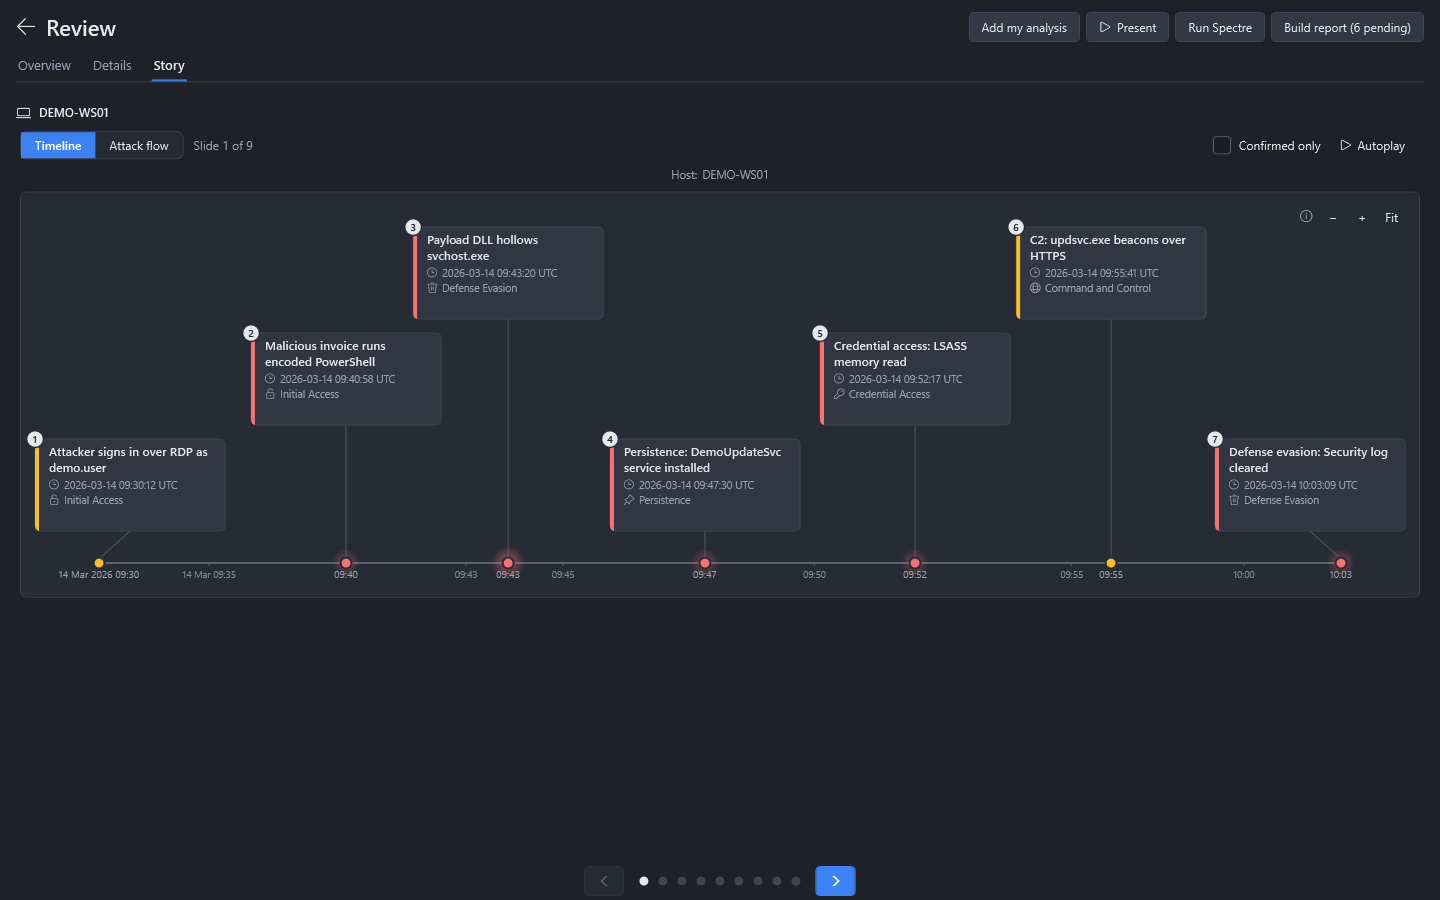 Review
Add my analysis
Present
Run Spectre
Build report (6 pending)
Overview
Details
Story
DEMO-WS01
Timeline
Attack flow
Slide 1 of 9
Confirmed only
Autoplay
Host: DEMO-WS01
− + Fit
1
Attacker signs in over RDP as
demo.user
2026-03-14 09:30:12 UTC
Initial Access
2
Malicious invoice runs
encoded PowerShell
2026-03-14 09:40:58 UTC
Initial Access
3
Payload DLL hollows
svchost.exe
2026-03-14 09:43:20 UTC
Defense Evasion
4
Persistence: DemoUpdateSvc
service installed
2026-03-14 09:47:30 UTC
Persistence
5
Credential access: LSASS
memory read
2026-03-14 09:52:17 UTC
Credential Access
6
C2: updsvc.exe beacons over
HTTPS
2026-03-14 09:55:41 UTC
Command and Control
7
Defense evasion: Security log
cleared
2026-03-14 10:03:09 UTC
Defense Evasion
14 Mar 2026 09:30
14 Mar 09:35
09:40
09:43
09:43
09:45
09:47
09:50
09:52
09:55
09:55
10:00
10:03